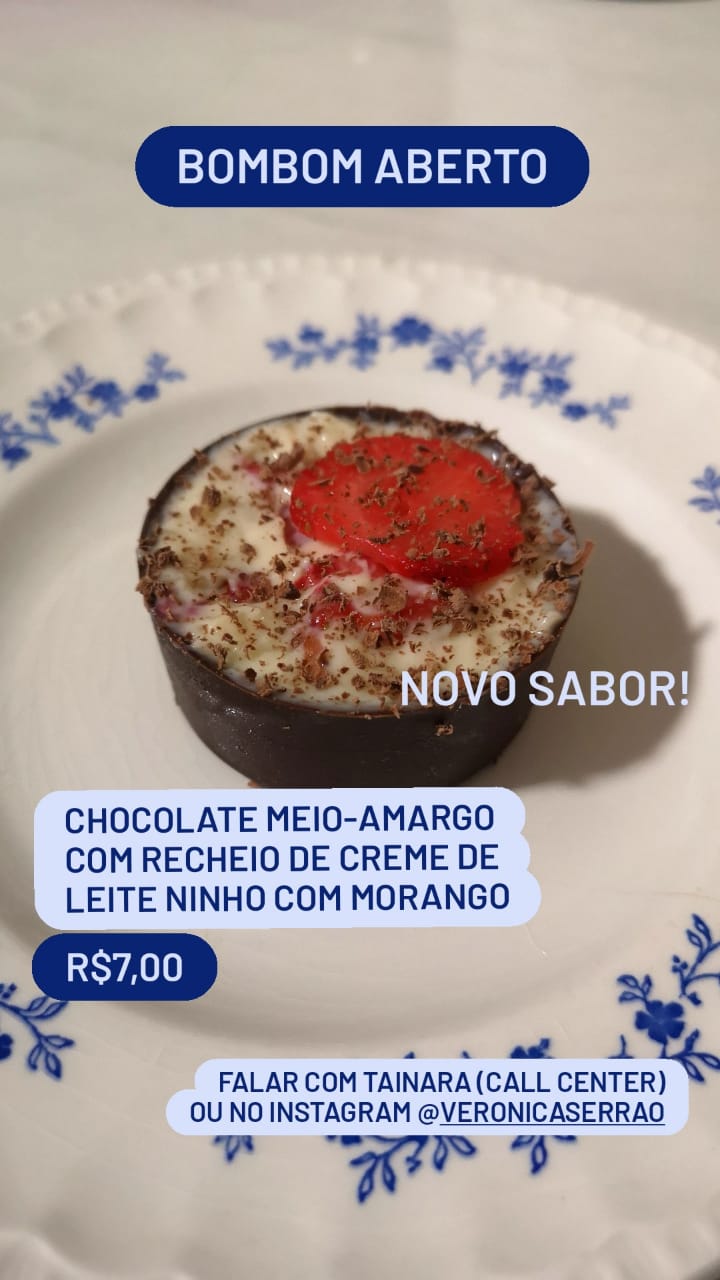 BOMBOM ABERTO
NOVO SABOR!
CHOCOLATE MEIO-AMARGO
COM RECHEIO DE CREME DE
LEITE NINHO COM MORANGO
R$7,00
FALAR COM TAINARA (CALL CENTER)
OU NO INSTAGRAM @VERONICASERRAO